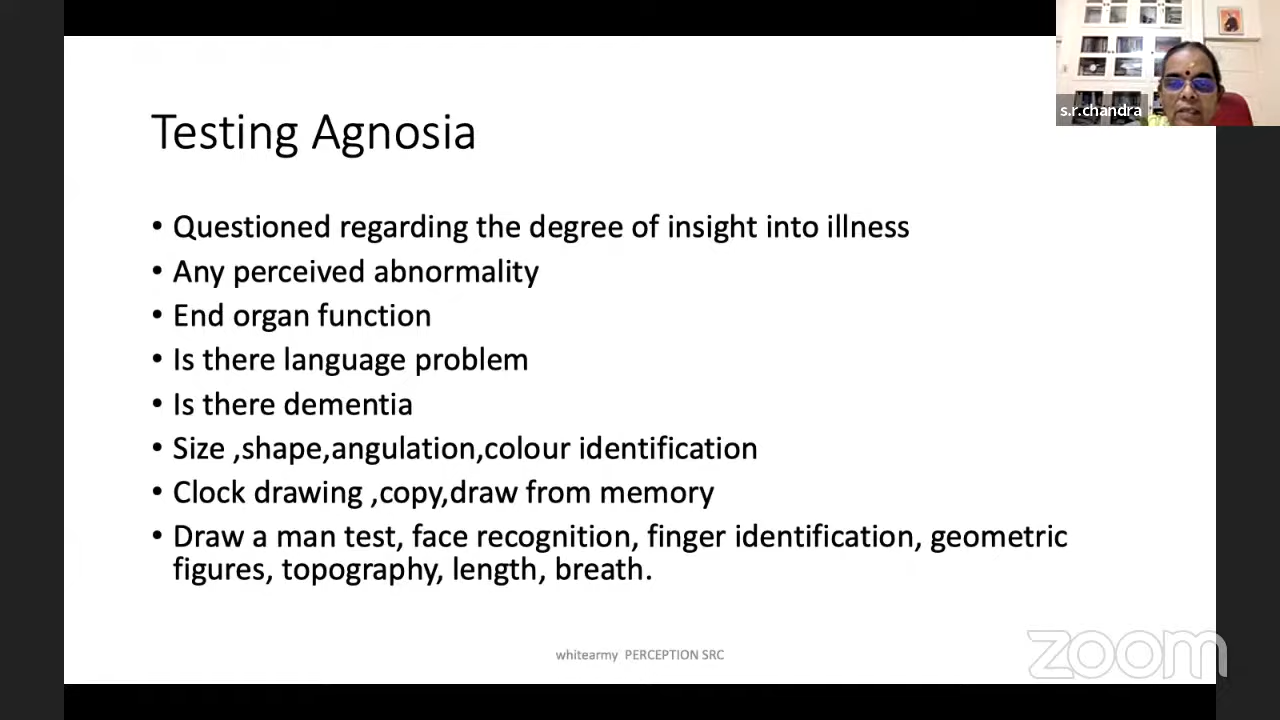 s.r.chandra
Testing Agnosia
• Questioned regarding the degree of insight into illness
• Any perceived abnormality
• End organ function
• Is there language problem
• Is there dementia
• Size ,shape,angulation,colour identification
• Clock drawing ,copy,draw from memory
• Draw a man test, face recognition, finger identification, geometric
figures, topography, length, breath.
whitearmy PERCEPTION SRC
zoom